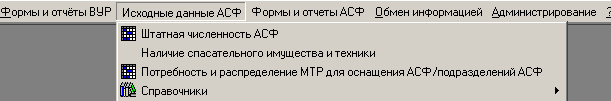 Формы и отчёты ВУР Исходные данные АСФ Формы и отчеты АСФ Обмен информацией Администрирование ?
Штатная численность АСФ
Наличие спасательного имущества и техники
Потребность и распределение МТР для оснащения АСФ/подразделений АСФ
Справочники